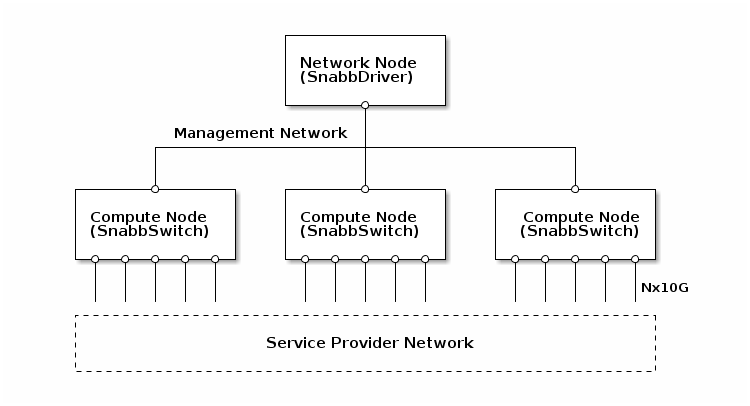 Network Node
(SnabbDriver)
Management Network
Compute Node
(SnabbSwitch)
Compute Node
(SnabbSwitch)
Compute Node
(SnabbSwitch)
Nx10G
Service Provider Network